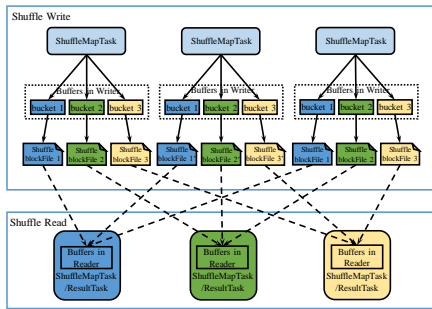 Shuffle Write
ShuffleMapTask ShuffleMapTask ShuffleMapTask
Buffers in Writer Buffers in Writer Buffers in Writer
bucket 1 bucket 2 bucket 3 bucket 1 bucket 2 bucket 3 bucket 1 bucket 2 bucket 3
Shuffle Shuffle Shuffle Shuffle Shuffle Shuffle Shuffle Shuffle Shuffle
blockFile 1 blockFile 2 blockFile 3 blockFile 1' blockFile 2' blockFile 3' blockFile 1 blockFile 2 blockFile 3
Shuffle Read
Buffers in Buffers in Buffers in
Reader Reader Reader
ShuffleMapTask ShuffleMapTask ShuffleMapTask
/ResultTask /ResultTask /ResultTask